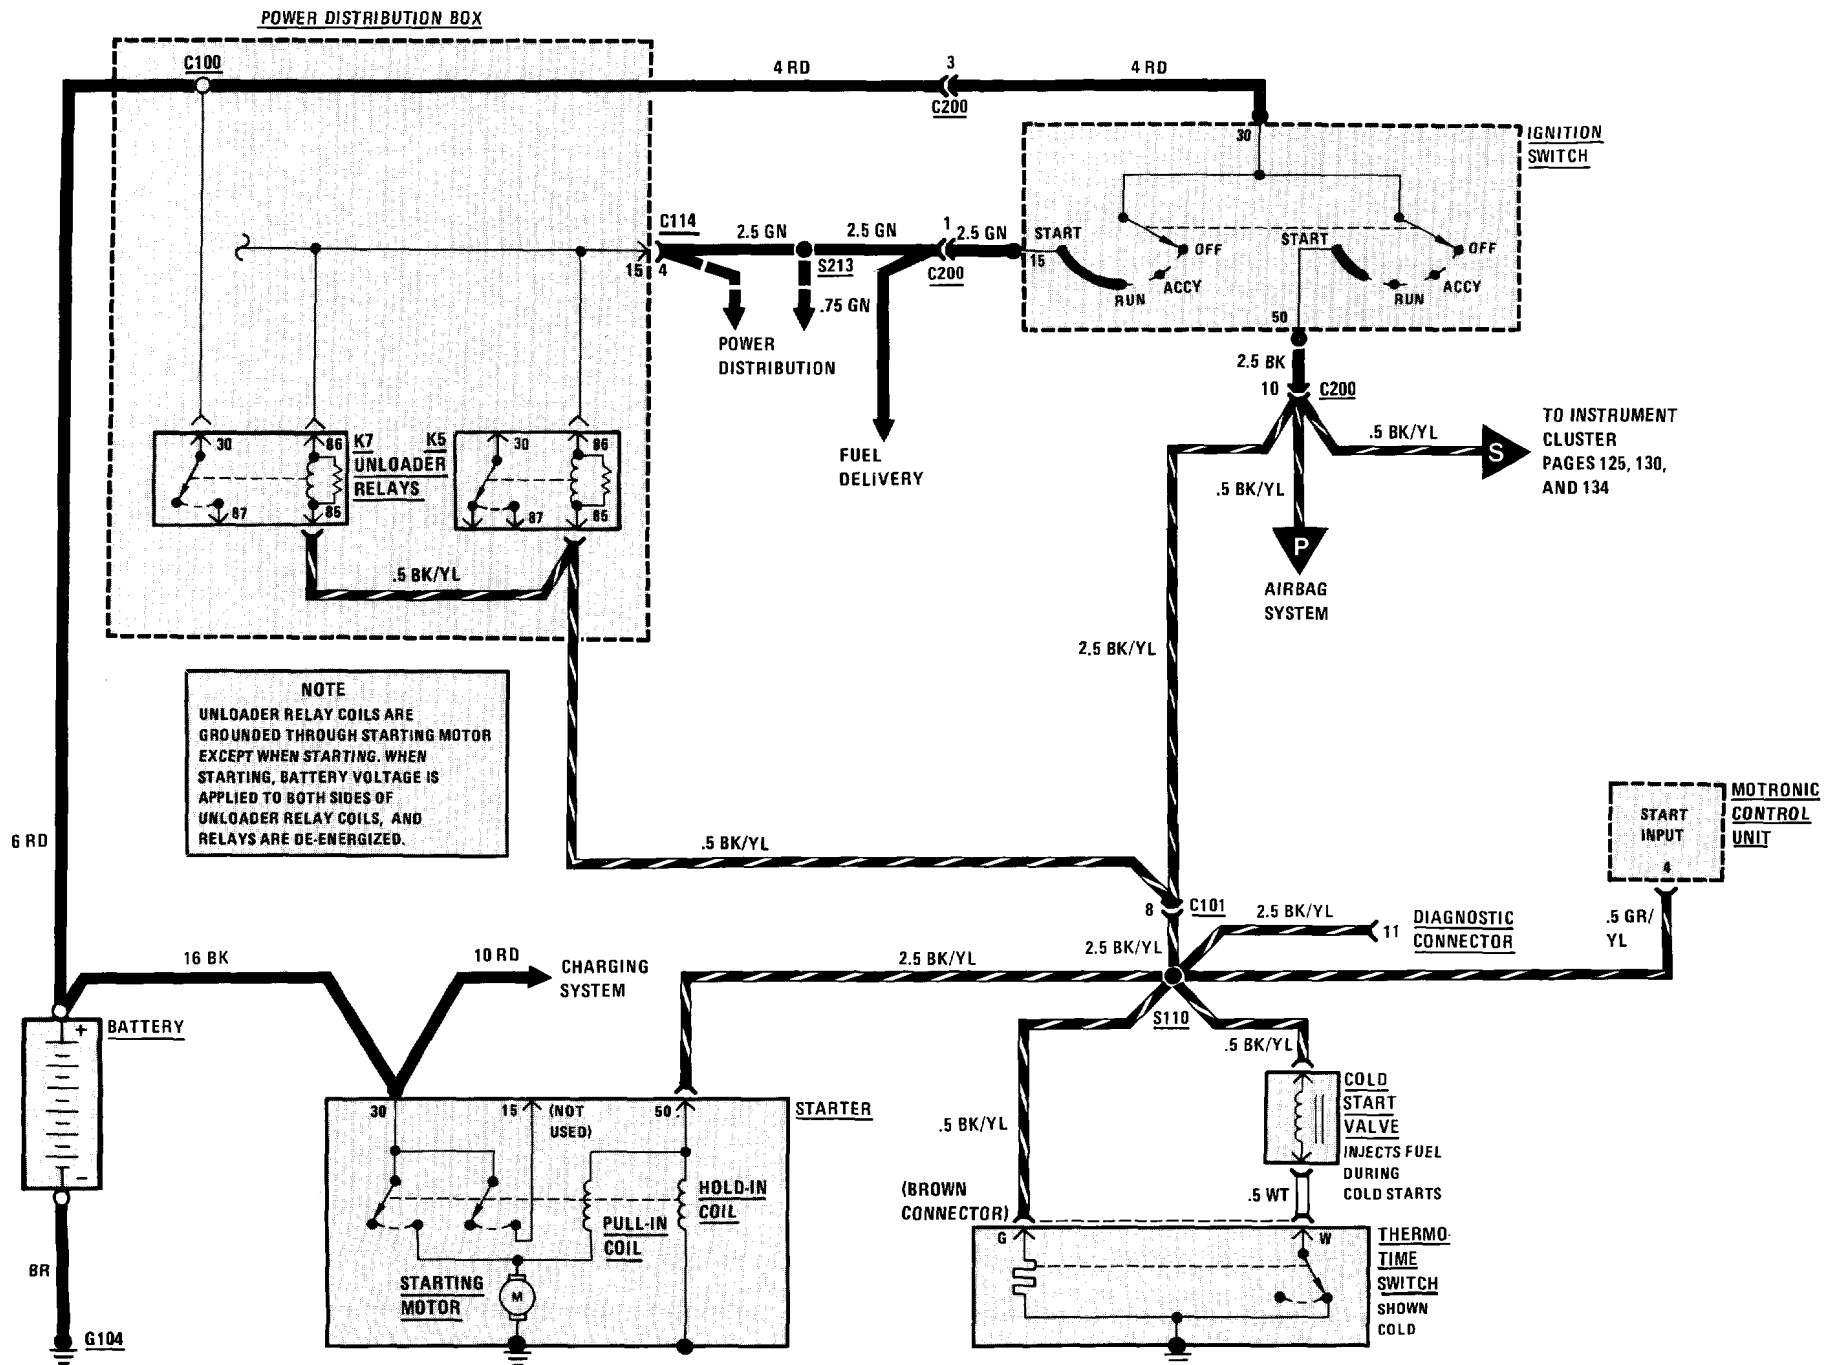 POWER DISTRIBUTION BOX
C100
4 RD
3
C200
4 RD
30
IGNITION
SWITCH
C114
15
4
2.5 GN
S213
2.5 GN
1
C200
2.5 GN
15
START
OFF
ACCY
RUN
START
OFF
ACCY
RUN
50
.75 GN
POWER
DISTRIBUTION
FUEL
DELIVERY
2.5 BK
10
C200
.5 BK/YL
S
TO INSTRUMENT
CLUSTER
PAGES 125, 130,
AND 134
.5 BK/YL
P
AIRBAG
SYSTEM
30
86
87
85
K7
K5
UNLOADER
RELAYS
30
86
87
85
.5 BK/YL
2.5 BK/YL
NOTE
UNLOADER RELAY COILS ARE
GROUNDED THROUGH STARTING MOTOR
EXCEPT WHEN STARTING. WHEN
STARTING, BATTERY VOLTAGE IS
APPLIED TO BOTH SIDES OF
UNLOADER RELAY COILS, AND
RELAYS ARE DE-ENERGIZED.
6 RD
.5 BK/YL
START
INPUT
4
MOTRONIC
CONTROL
UNIT
.5 GR/
YL
8
C101
2.5 BK/YL
11
DIAGNOSTIC
CONNECTOR
2.5 BK/YL
2.5 BK/YL
S110
16 BK
10 RD
CHARGING
SYSTEM
BATTERY
+
−
BR
G104
30
15
(NOT
USED)
50
STARTER
HOLD-IN
COIL
PULL-IN
COIL
STARTING
MOTOR
M
.5 BK/YL
.5 BK/YL
COLD
START
VALVE
INJECTS FUEL
DURING
COLD STARTS
.5 WT
(BROWN
CONNECTOR)
G
W
THERMO-
TIME
SWITCH
SHOWN
COLD